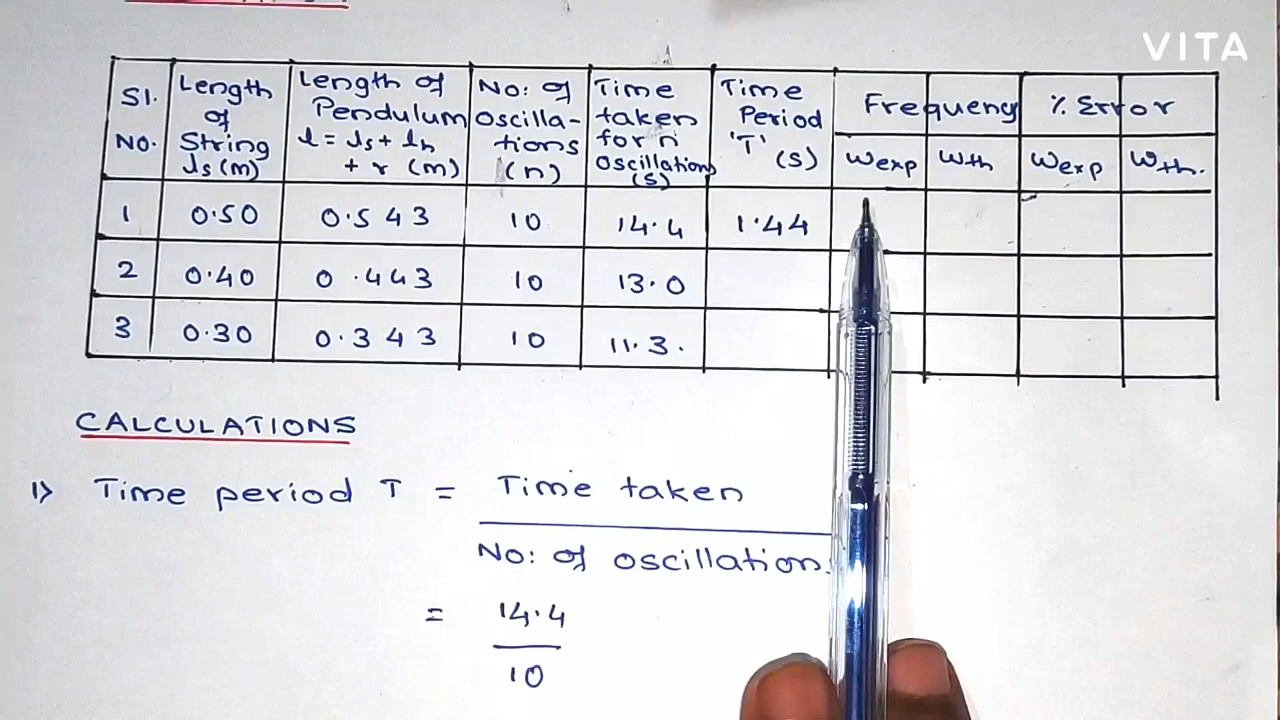 VITA
Sl. No.
Length of String ls (m)
Length of Pendulum l = ls + lh + r (m)
No: of oscilla-tions (n)
Time taken for n oscillations (s)
Time Period 'T' (s)
Frequency
% Error
ωexp
ωth
ωexp
ωth.
1 0.50 0.543 10 14.4 1.44
2 0.40 0.443 10 13.0
3 0.30 0.343 10 11.3.
CALCULATIONS
1) Time period T = Time taken
No: of oscillation.
= 14.4
10